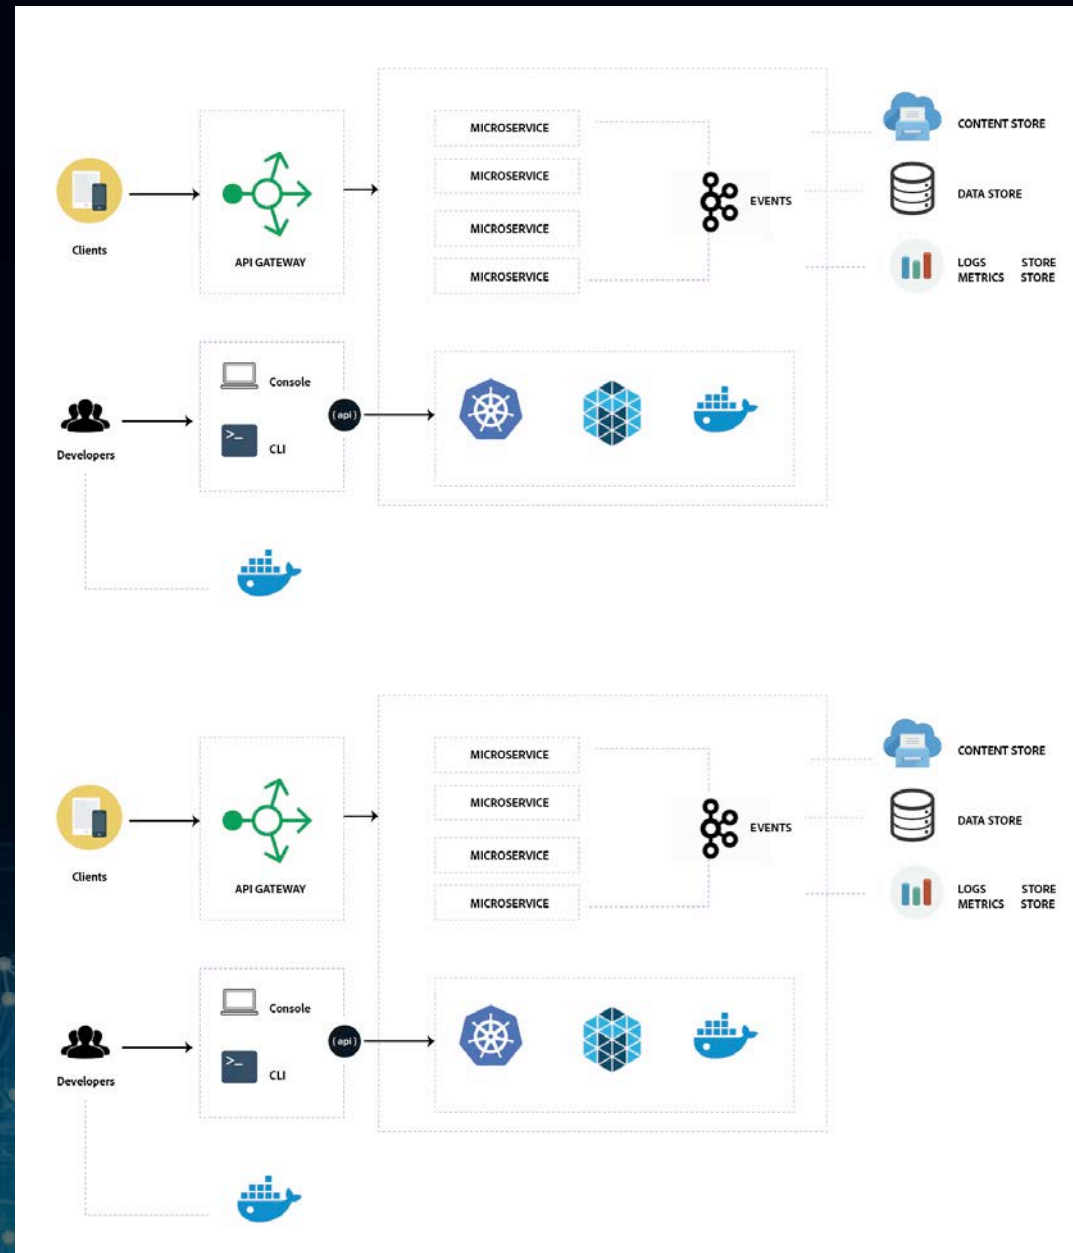 MICROSERVICE
CONTENT STORE
MICROSERVICE
DATA STORE
EVENTS
MICROSERVICE
Clients
API GATEWAY
LOGS STORE
MICROSERVICE
METRICS STORE
Console
{api}
>_
CLI
Developers
MICROSERVICE
CONTENT STORE
MICROSERVICE
DATA STORE
EVENTS
MICROSERVICE
Clients
API GATEWAY
LOGS STORE
MICROSERVICE
METRICS STORE
Console
{api}
>_
CLI
Developers